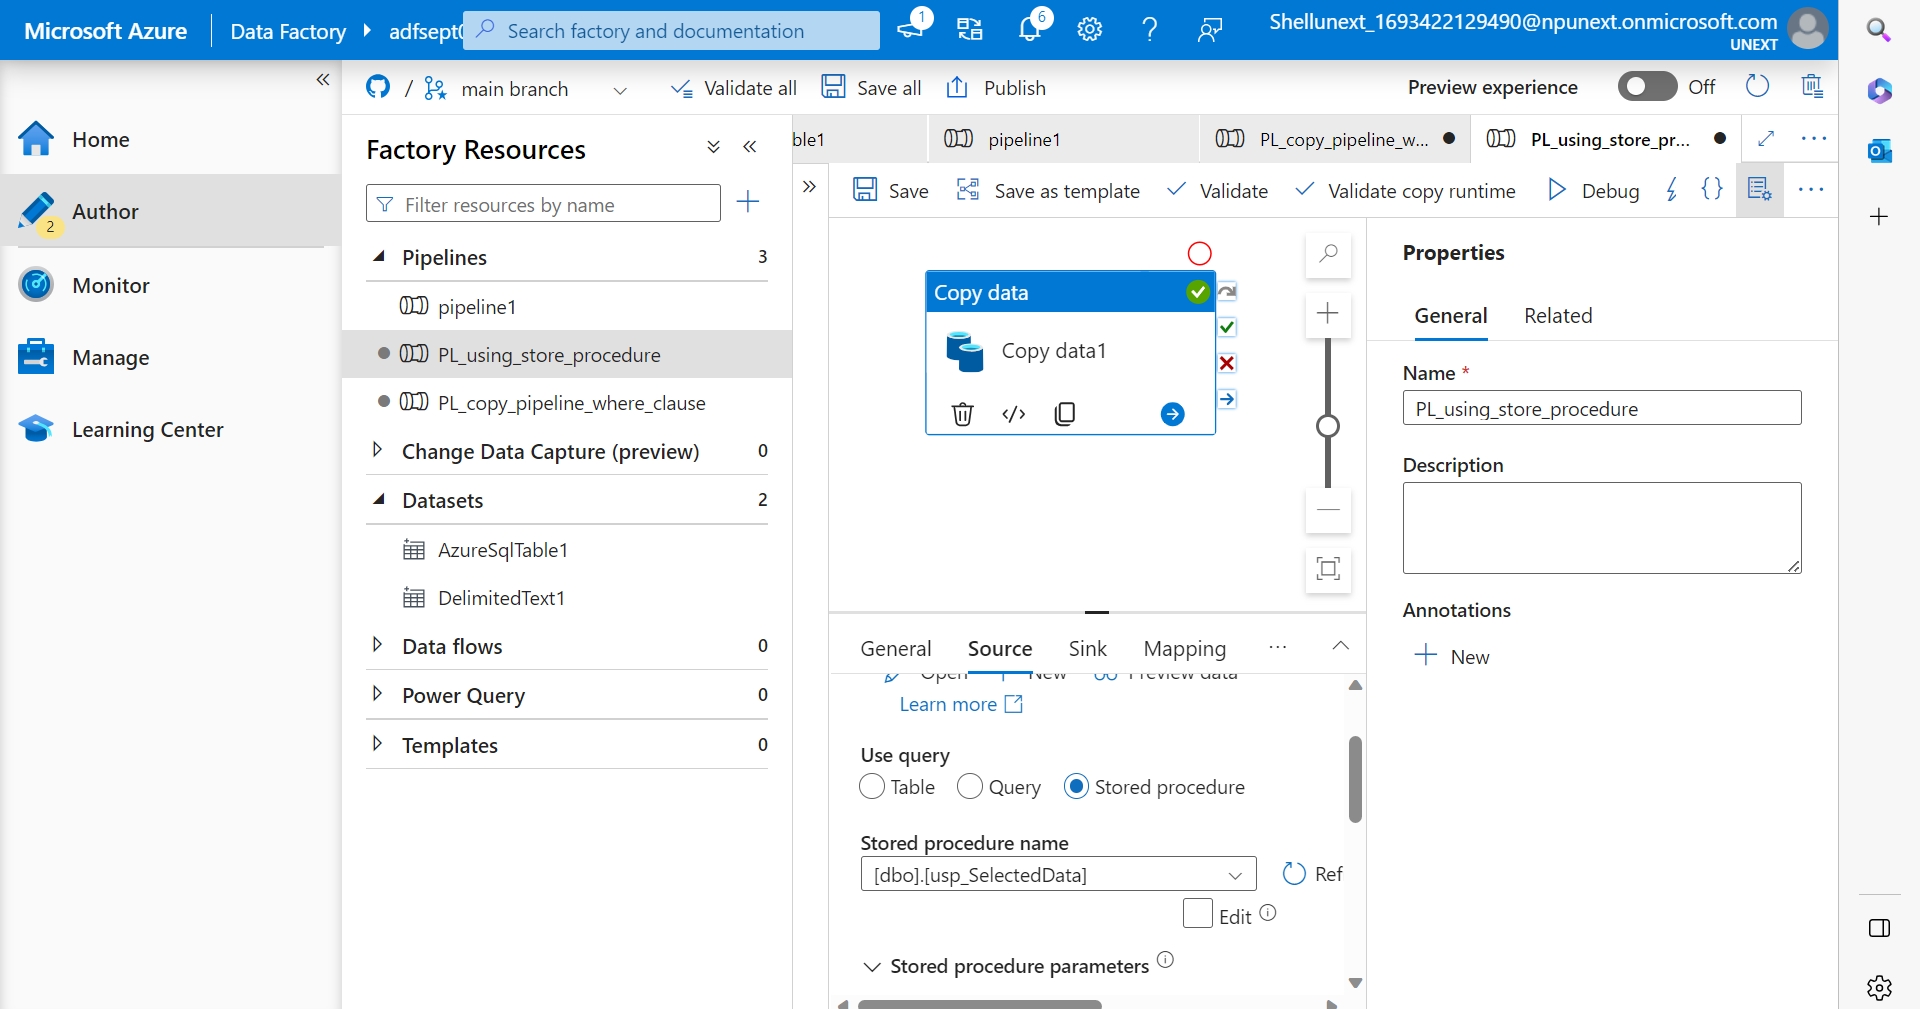 Microsoft Azure
Data Factory
adfsept0
Search factory and documentation
1
6
Shellunext_1693422129490@npunext.onmicrosoft.com
UNEXT
/
main branch
Validate all
Save all
Publish
Preview experience
Off
Home
Author
2
Monitor
Manage
Learning Center
Factory Resources
Filter resources by name
Pipelines 3
pipeline1
PL_using_store_procedure
PL_copy_pipeline_where_clause
Change Data Capture (preview) 0
Datasets 2
AzureSqlTable1
DelimitedText1
Data flows 0
Power Query 0
Templates 0
ble1
pipeline1
PL_copy_pipeline_w...
PL_using_store_pr...
Save
Save as template
Validate
Validate copy runtime
Debug
{}
Copy data
Copy data1
General
Source
Sink
Mapping
Open
New
Preview data
Learn more
Use query
Table
Query
Stored procedure
Stored procedure name
[dbo].[usp_SelectedData]
Ref
Edit
Stored procedure parameters
Properties
General
Related
Name *
PL_using_store_procedure
Description
Annotations
New